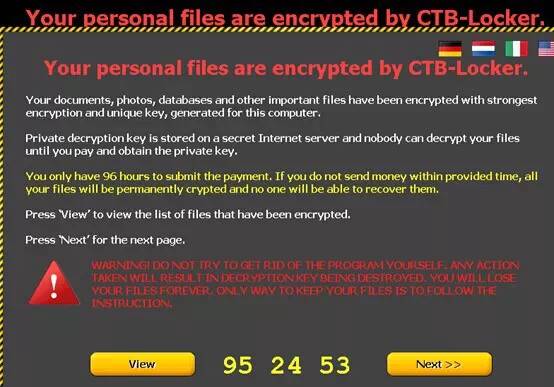 Your personal files are encrypted by CTB-Locker.
Your personal files are encrypted by CTB-Locker.
Your documents, photos, databases and other important files have been encrypted with strongest
encryption and unique key, generated for this computer.
Private decryption key is stored on a secret Internet server and nobody can decrypt your files
until you pay and obtain the private key.
You only have 96 hours to submit the payment. If you do not send money within provided time, all
your files will be permanently crypted and no one will be able to recover them.
Press 'View' to view the list of files that have been encrypted.
Press 'Next' for the next page.
WARNING! DO NOT TRY TO GET RID OF THE PROGRAM YOURSELF. ANY ACTION
TAKEN WILL RESULT IN DECRYPTION KEY BEING DESTROYED. YOU WILL LOSE
YOUR FILES FOREVER. ONLY WAY TO KEEP YOUR FILES IS TO FOLLOW THE
INSTRUCTION.
View
95 24 53
Next >>